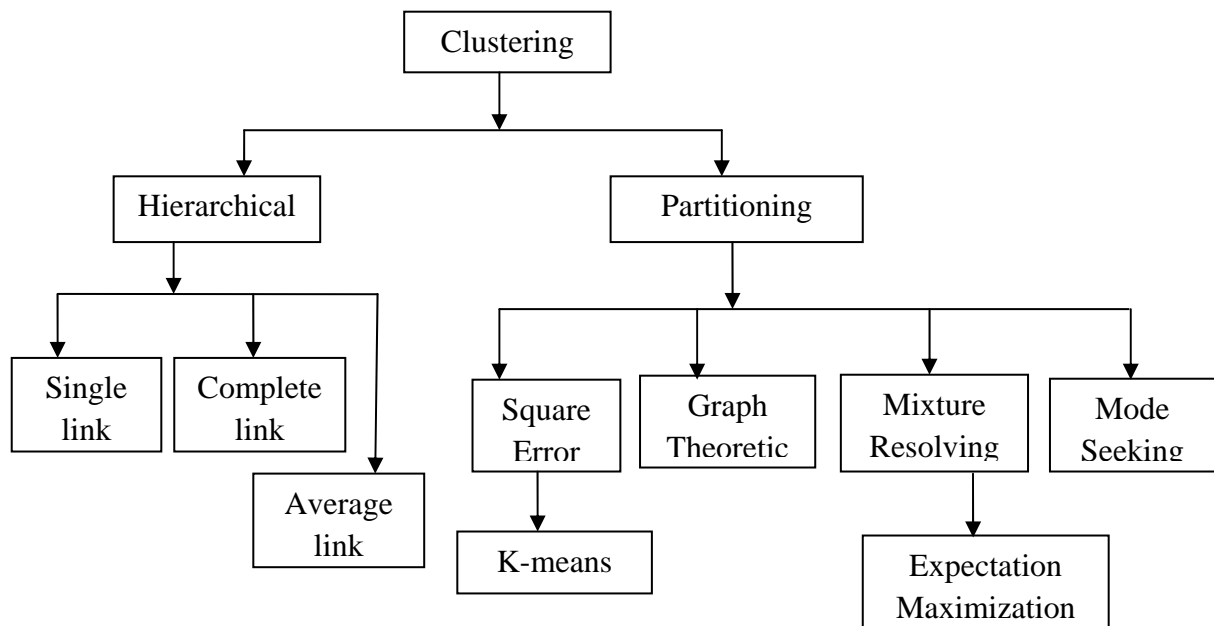 Clustering
Hierarchical
Partitioning
Single
link
Complete
link
Average
link
Square
Error
Graph
Theoretic
Mixture
Resolving
Mode
Seeking
K-means
Expectation
Maximization